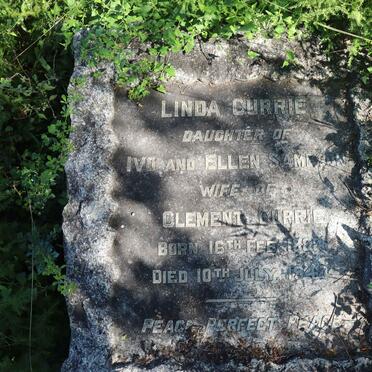 LINDA CURRIE
DAUGHTER OF
IVO AND ELLEN
WIFE OF
CLEMENT CURRIE
BORN 16TH FEB.
DIED 10TH JULY
PEACE PERFECT PEACE